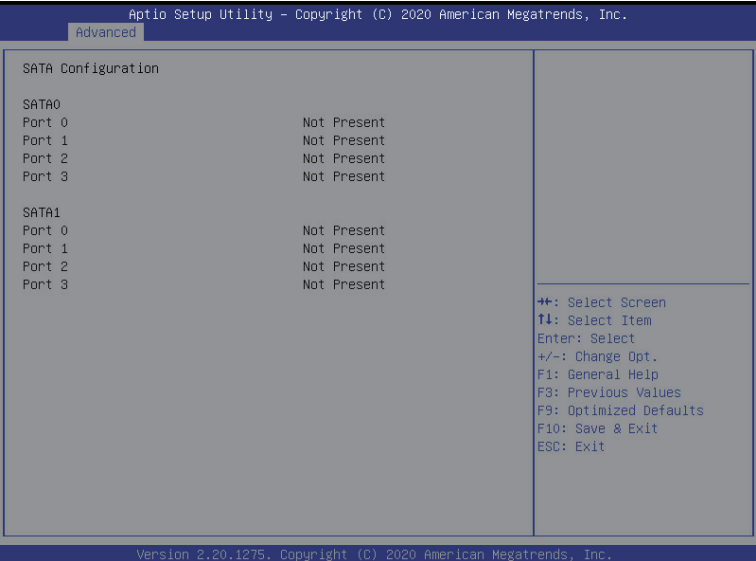 Aptio Setup Utility – Copyright (C) 2020 American Megatrends, Inc.
Advanced
SATA Configuration
SATA0
Port 0 Not Present
Port 1 Not Present
Port 2 Not Present
Port 3 Not Present
SATA1
Port 0 Not Present
Port 1 Not Present
Port 2 Not Present
Port 3 Not Present
→←: Select Screen
↑↓: Select Item
Enter: Select
+/-: Change Opt.
F1: General Help
F3: Previous Values
F9: Optimized Defaults
F10: Save & Exit
ESC: Exit
Version 2.20.1275. Copyright (C) 2020 American Megatrends, Inc.